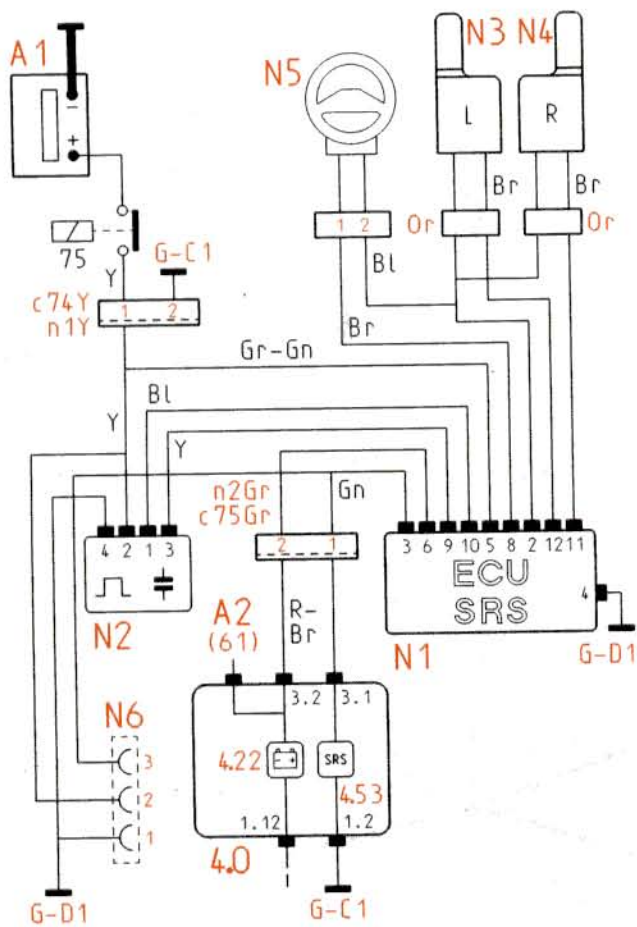 A1
N5
N3 N4
−
+
L
R
Br
Br
Or
Or
75
Y
G-C1
1 2
Bl
c74Y
n1Y
1
2
Br
Gr-Gn
Bl
Y
Y
n2Gr
c75Gr
Gn
2
1
4 2 1 3
3 6 9 10 5 8 2 12 11
ECU
SRS
4
N2
A2
(61)
R-
Br
N1
G-D1
3.2
3.1
N6
3
4.22
− +
SRS
2
4.53
1
1.12
1.2
4.0
G-D1
G-C1